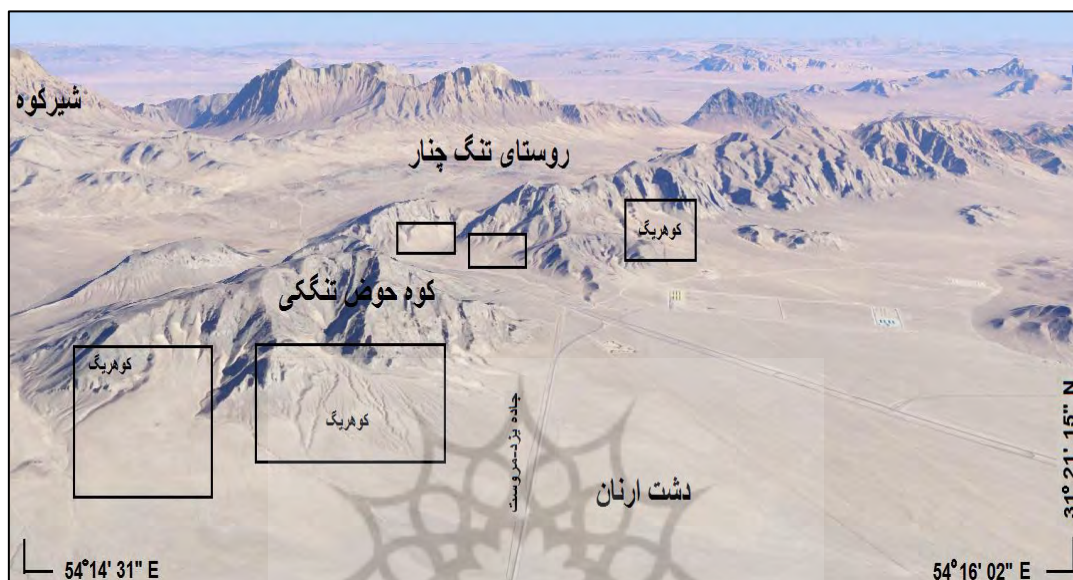 شیرکوه
روستای تنگ چنار
کوهریگ
کوه حوض تنگکی
کوهریگ
کوهریگ
جاده یزد-مروست
دشت ارنان
31° 21' 15" N
54°14' 31" E
54° 16' 02" E